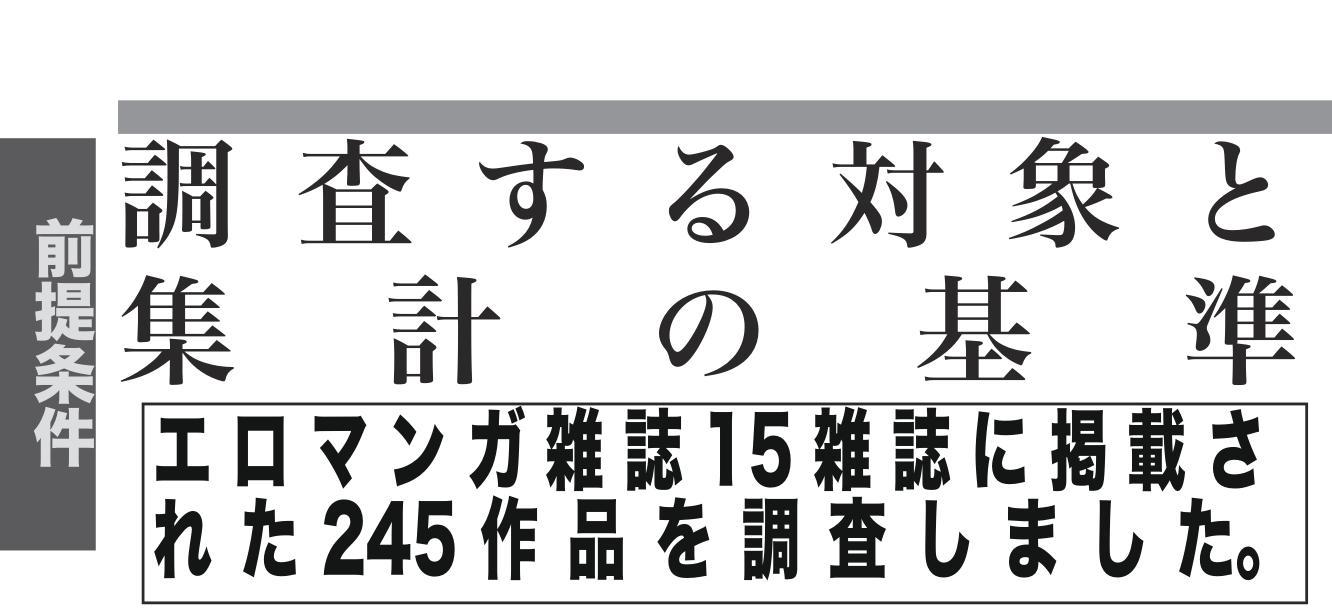 前提条件
調査する対象と
集計の基準
エロマンガ雑誌15雑誌に掲載さ
れた245作品を調査しました。